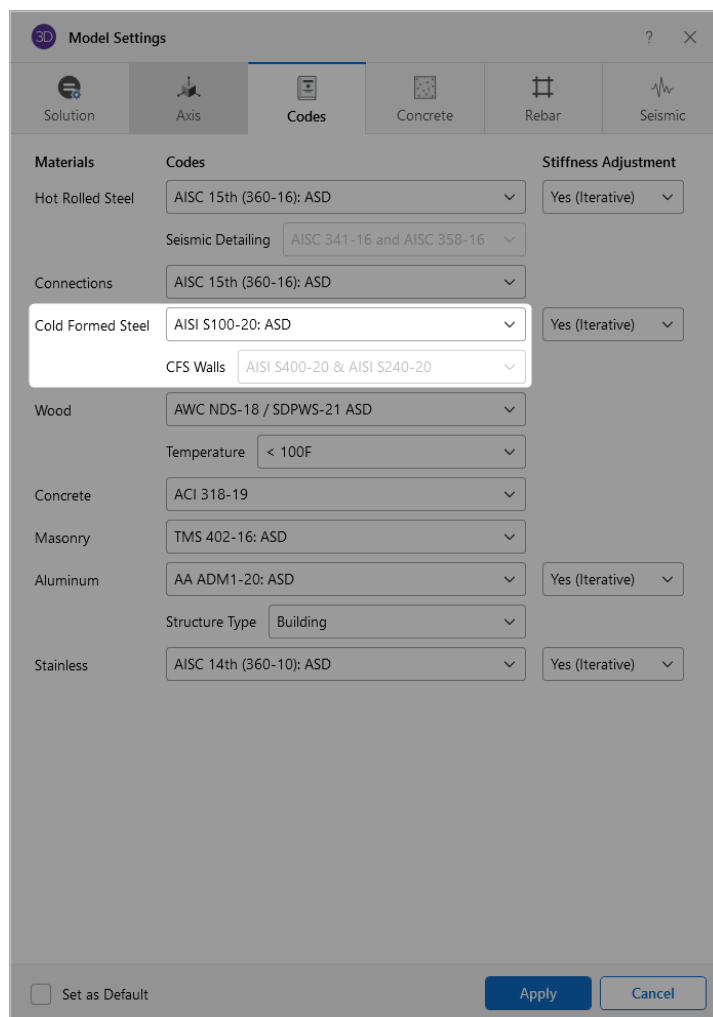 3D Model Settings ?
Solution Axis Codes Concrete Rebar Seismic
Materials Codes Stiffness Adjustment
Hot Rolled Steel AISC 15th (360-16): ASD Yes (Iterative)
Seismic Detailing AISC 341-16 and AISC 358-16
Connections AISC 15th (360-16): ASD
Cold Formed Steel AISI S100-20: ASD Yes (Iterative)
CFS Walls AISI S400-20 & AISI S240-20
Wood AWC NDS-18 / SDPWS-21 ASD
Temperature < 100F
Concrete ACI 318-19
Masonry TMS 402-16: ASD
Aluminum AA ADM1-20: ASD Yes (Iterative)
Structure Type Building
Stainless AISC 14th (360-10): ASD Yes (Iterative)
Set as Default Apply Cancel